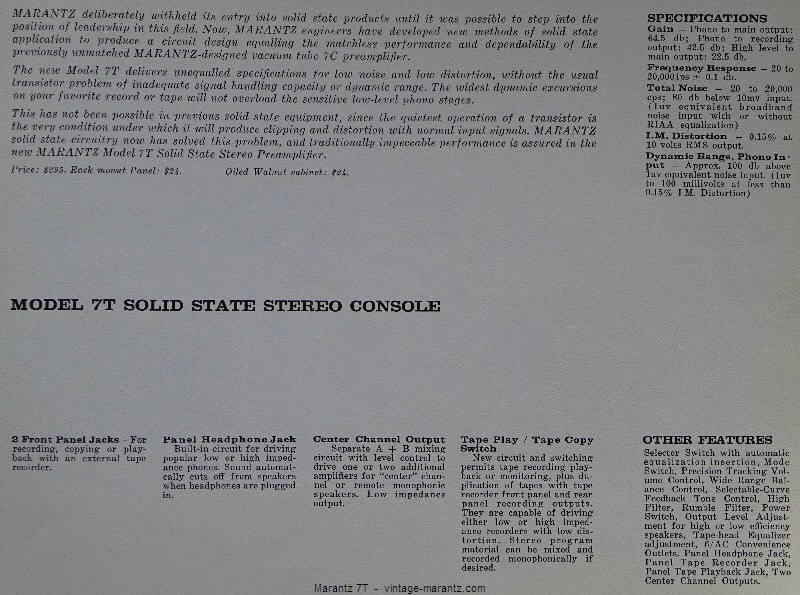 MARANTZ deliberately withheld its entry into solid state products until it was possible to step into the
position of leadership in this field. Now, MARANTZ engineers have developed new methods of solid state
application to produce a circuit design equalling the matchless performance and dependability of the
previously unmatched MARANTZ-designed vacuum tube 7C preamplifier.
The new Model 7T delivers unequalled specifications for low noise and low distortion, without the usual
transistor problem of inadequate signal handling capacity or dynamic range. The widest dynamic excursions
on your favorite record or tape will not overload the sensitive low-level phono stages.
This has not been possible in previous solid state equipment, since the quietest operation of a transistor is
the very condition under which it will produce clipping and distortion with normal input signals. MARANTZ
solid state circuitry now has solved this problem, and traditionally impeccable performance is assured in the
new MARANTZ Model 7T Solid State Stereo Preamplifier.
Price: $295. Rack mount Panel: $24. Oiled Walnut cabinet: $24.
SPECIFICATIONS
Gain – Phono to main output:
64.5 db; Phono to recording
output: 42.5 db; High level to
main output: 22.5 db.
Frequency Response – 20 to
20,000 cps ± 0.1 db.
Total Noise – 20 to 20,000
cps; 80 db below 10mv input.
(1uv equivalent broadband
noise input with or without
RIAA equalization)
I.M. Distortion – 0.15% at
10 volts RMS output.
Dynamic Range, Phono In-
put – Approx. 100 db above
1uv equivalent noise input. (1uv
to 100 millivolts at less than
0.15% I.M. Distortion)
MODEL 7T SOLID STATE STEREO CONSOLE
2 Front Panel Jacks - For
recording, copying or play-
back with an external tape
recorder.
Panel Headphone Jack
Built-in circuit for driving
popular low or high imped-
ance phones. Sound automat-
ically cuts off from speakers
when headphones are plugged
in.
Center Channel Output
Separate A + B mixing
circuit with level control to
drive one or two additional
amplifiers for "center" chan-
nel or remote monophonic
speakers. Low impedance
output.
Tape Play / Tape Copy
Switch
New circuit and switching
permits tape recording play-
back or monitoring, plus du-
plication of tapes with tape
recorder front panel and rear
panel recording outputs.
They are capable of driving
either low or high imped-
ance recorders with low dis-
tortion. Stereo program
material can be mixed and
recorded monophonically if
desired.
OTHER FEATURES
Selector Switch with automatic
equalization insertion, Mode
Switch, Precision Tracking Vol-
ume Control, Wide Range Bal-
ance Control, Selectable-Curve
Feedback Tone Control, High
Filter, Rumble Filter, Power
Switch, Output Level Adjust-
ment for high or low efficiency
speakers, Tape-head Equalizer
adjustment, 6/AC Convenience
Outlets. Panel Headphone Jack,
Panel Tape Recorder Jack,
Panel Tape Playback Jack, Two
Center Channel Outputs.
Marantz 7T - vintage-marantz.com